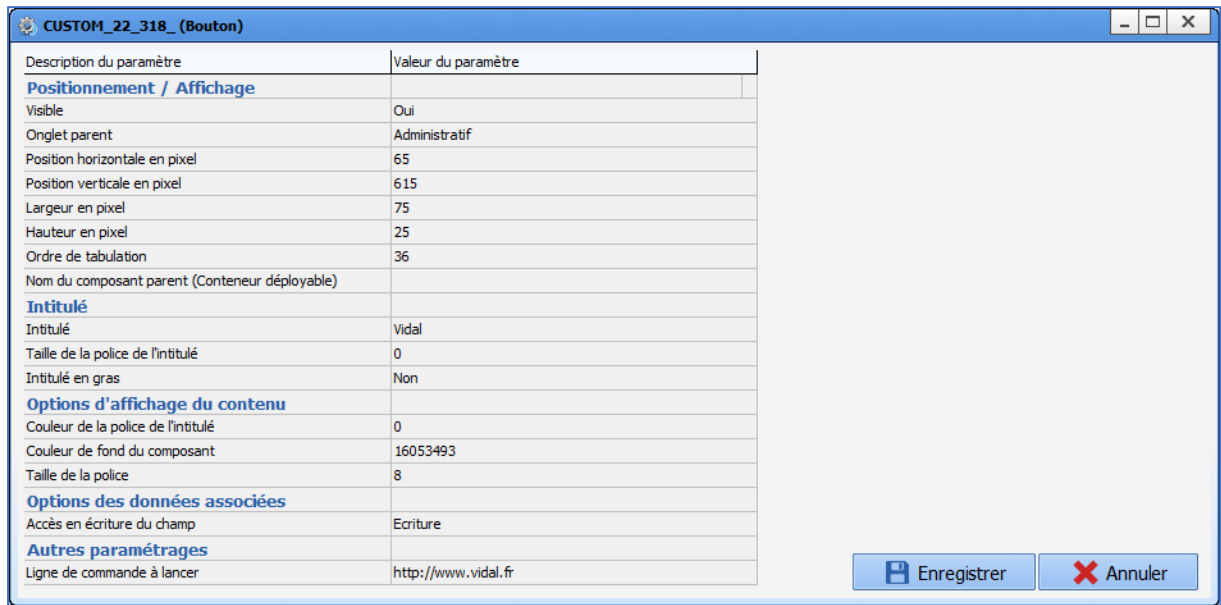 CUSTOM_22_318_ (Bouton)
Description du paramètre Valeur du paramètre
Positionnement / Affichage
Visible Oui
Onglet parent Administratif
Position horizontale en pixel 65
Position verticale en pixel 615
Largeur en pixel 75
Hauteur en pixel 25
Ordre de tabulation 36
Nom du composant parent (Conteneur déployable)
Intitulé
Intitulé Vidal
Taille de la police de l'intitulé 0
Intitulé en gras Non
Options d'affichage du contenu
Couleur de la police de l'intitulé 0
Couleur de fond du composant 16053493
Taille de la police 8
Options des données associées
Accès en écriture du champ Ecriture
Autres paramétrages
Ligne de commande à lancer http://www.vidal.fr
Enregistrer Annuler